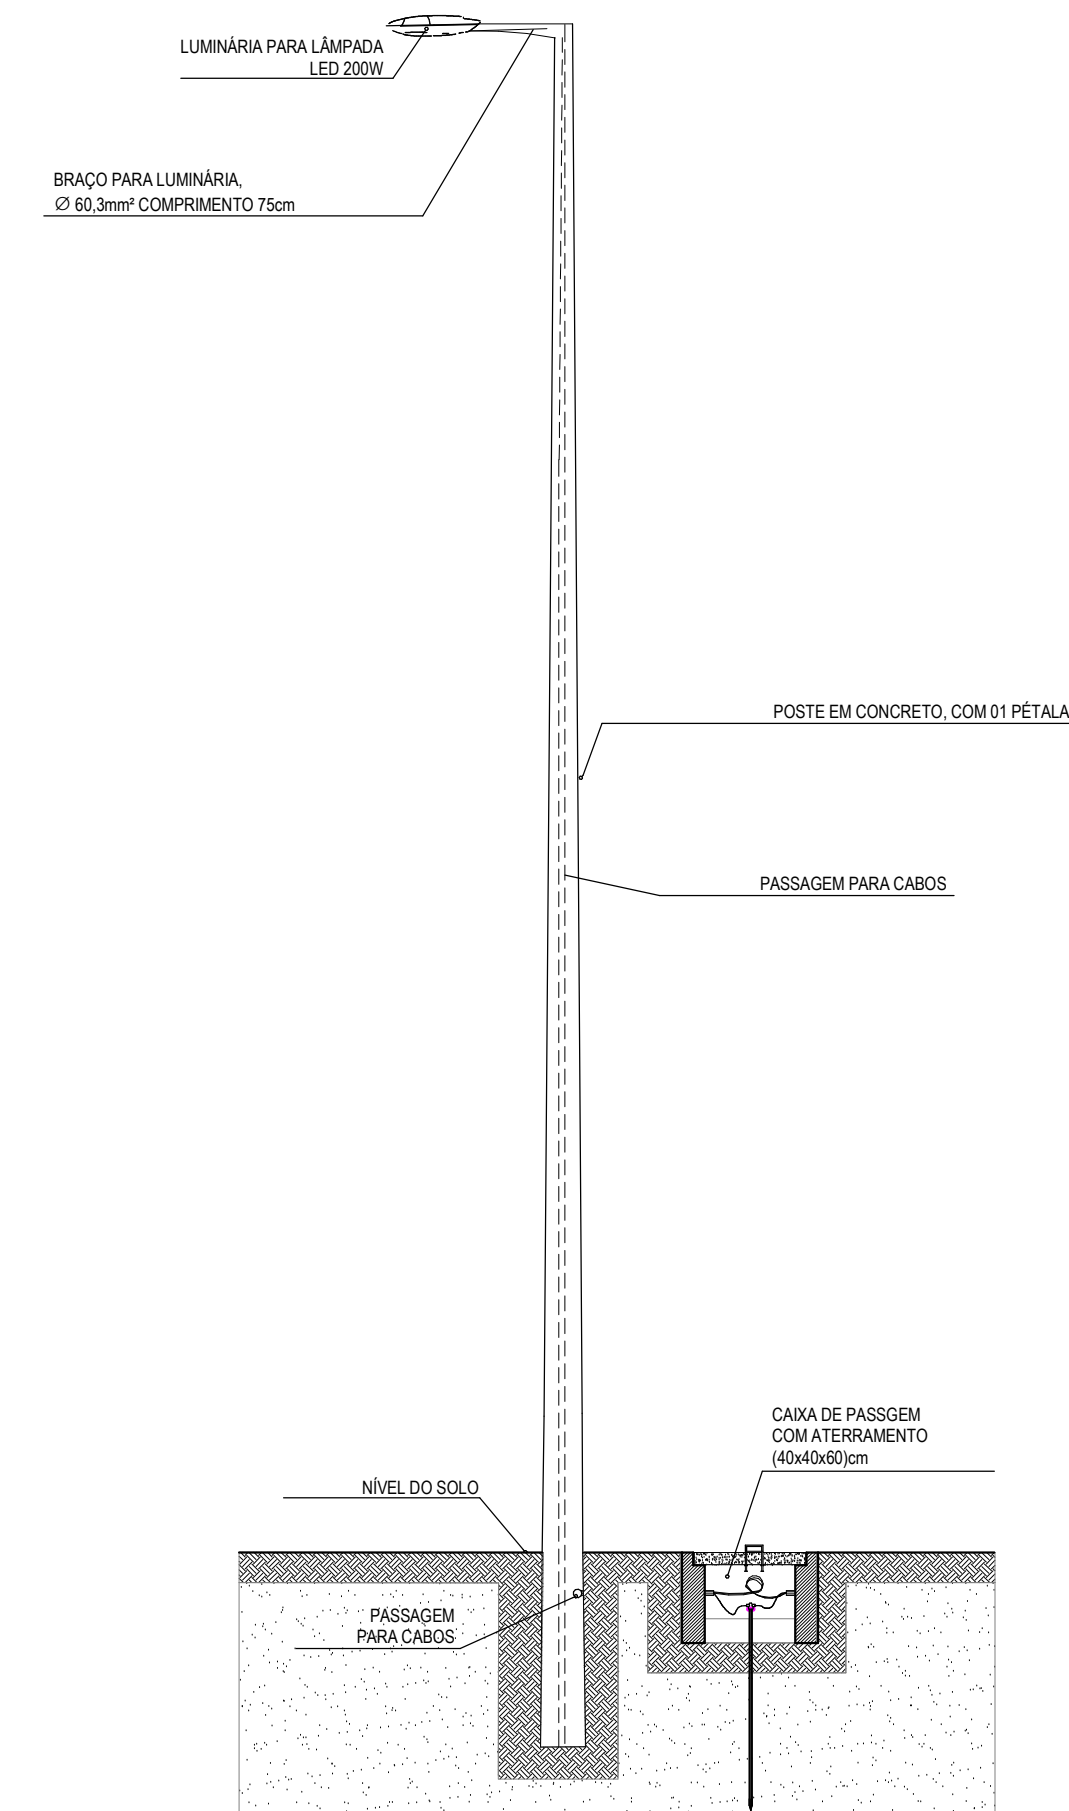 LUMINÁRIA PARA LÂMPADA
LED 200W
BRAÇO PARA LUMINÁRIA,
Ø 60,3mm² COMPRIMENTO 75cm
POSTE EM CONCRETO, COM 01 PÉTALA
PASSAGEM PARA CABOS
CAIXA DE PASSGEM
COM ATERRAMENTO
(40x40x60)cm
NÍVEL DO SOLO
PASSAGEM
PARA CABOS